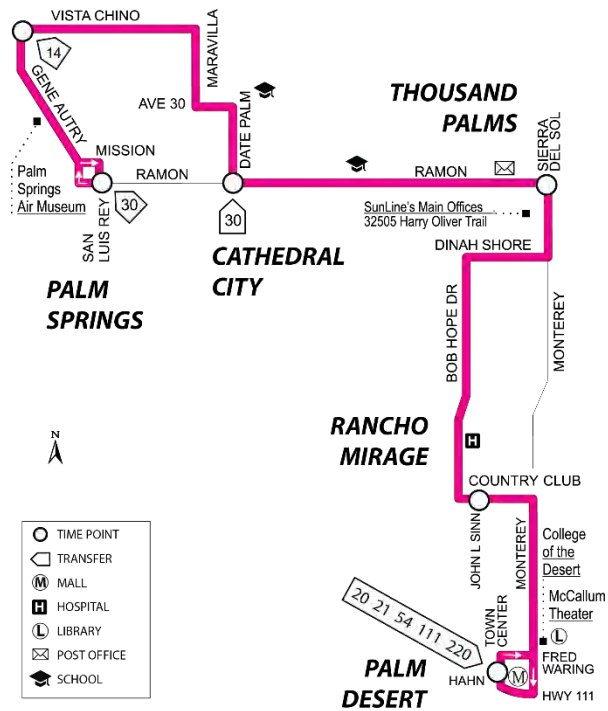 VISTA CHINO
14
GENE AUTRY
MARAVILLA
AVE 30
DATE PALM
MISSION
RAMON
Palm
Springs
Air Museum
30
SAN
LUIS REY
30
PALM
SPRINGS
CATHEDRAL
CITY
THOUSAND
PALMS
RAMON
SIERRA
DEL SOL
SunLine's Main Offices
32505 Harry Oliver Trail
DINAH SHORE
BOB HOPE DR
MONTEREY
RANCHO
MIRAGE
H
N
COUNTRY CLUB
JOHN L SINN
MONTEREY
College
of the
Desert
McCallum
Theater
L
20 21 54 111 220
TOWN
CENTER
FRED
WARING
HAHN
M
HWY 111
PALM
DESERT
TIME POINT
TRANSFER
M MALL
H HOSPITAL
L LIBRARY
POST OFFICE
SCHOOL